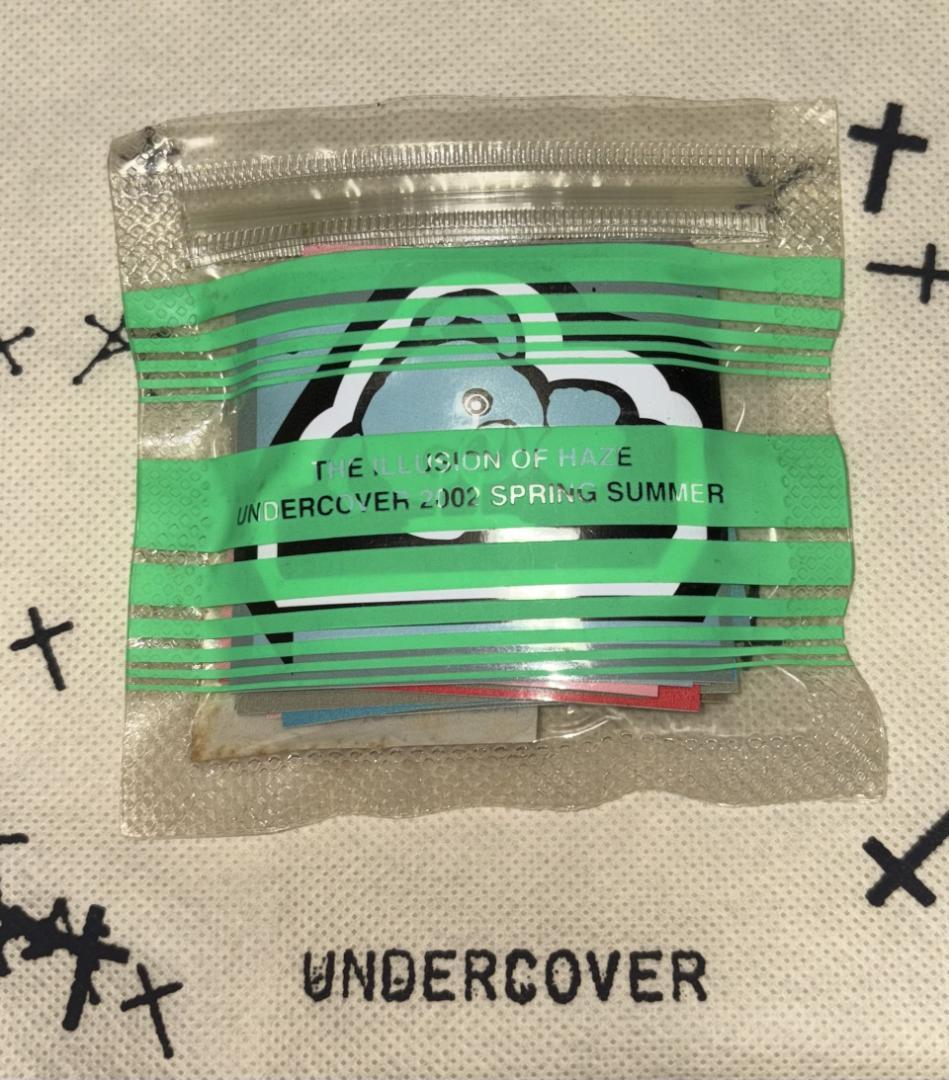 THE ILLUSION OF HAZE
UNDERCOVER 2002 SPRING SUMMER
UNDERCOVER